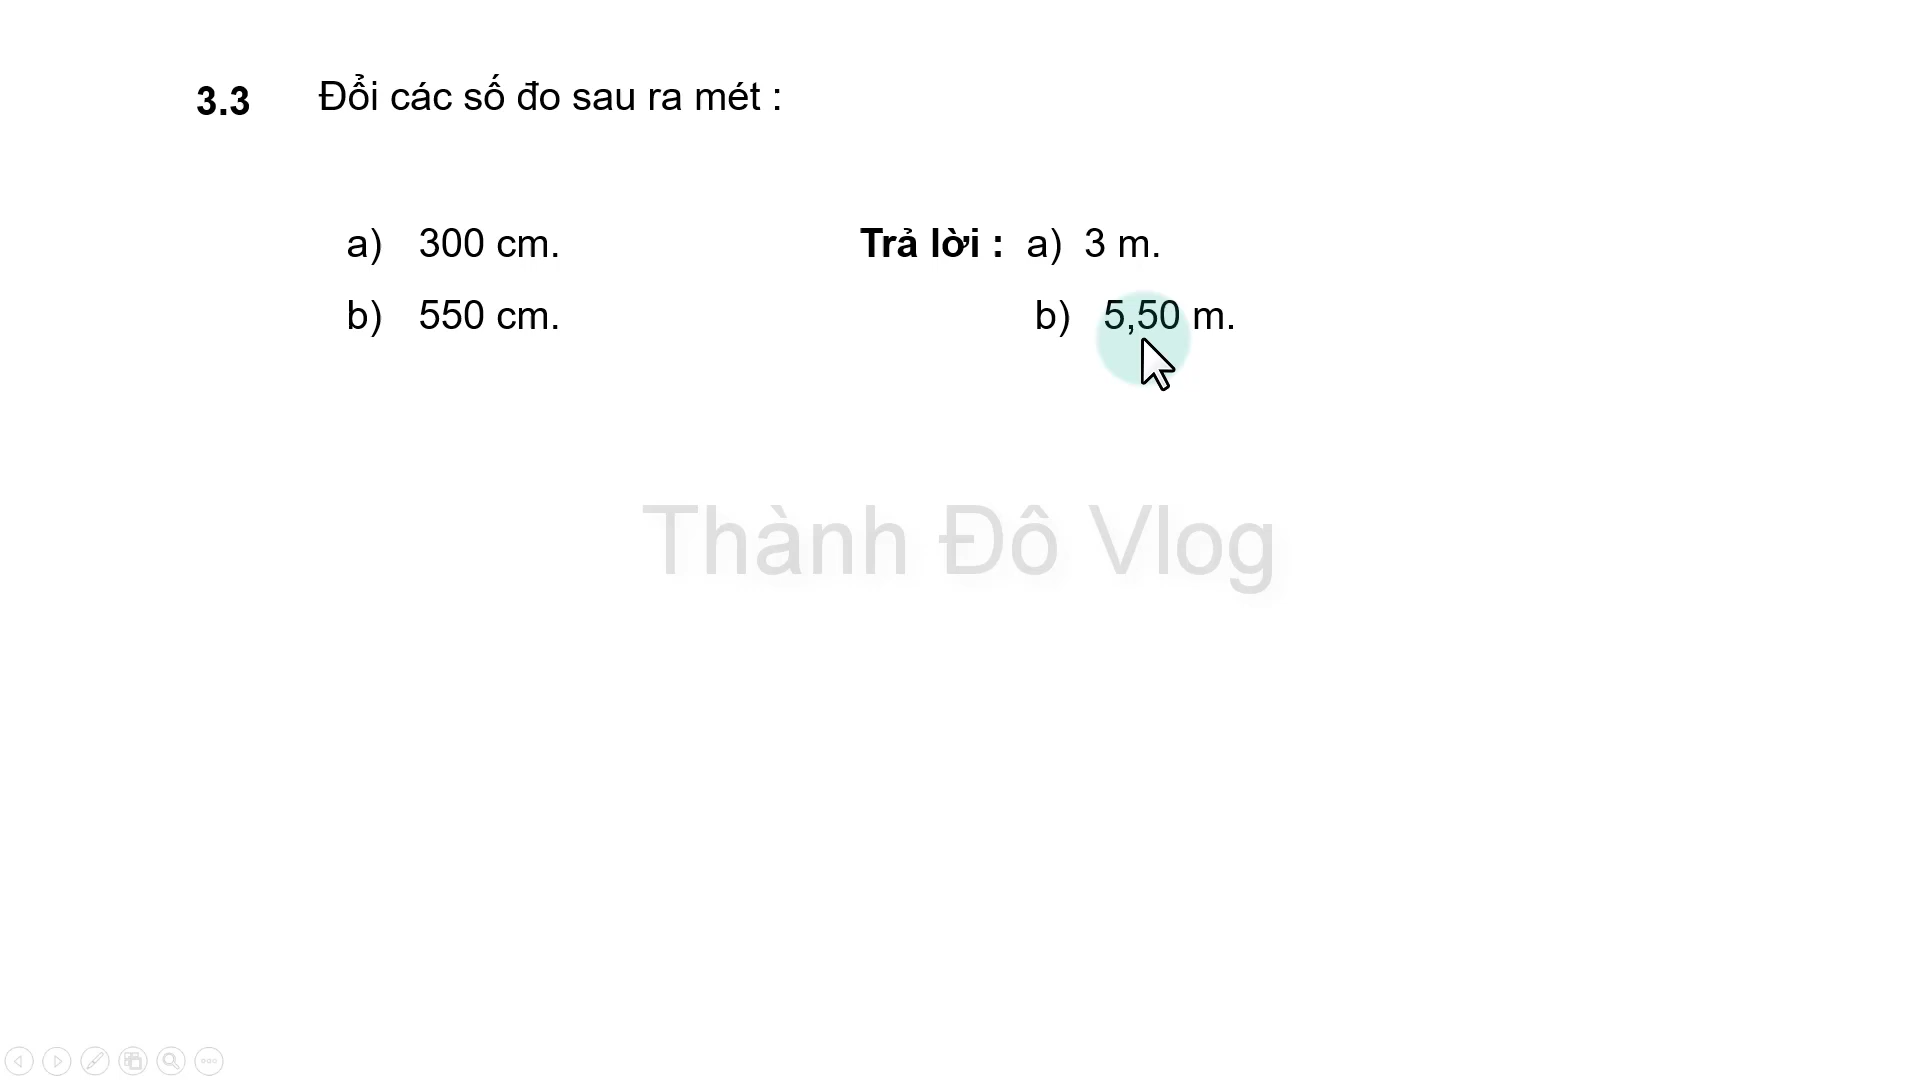 3.3 Đổi các số đo sau ra mét :
a) 300 cm. Trả lời : a) 3 m.
b) 550 cm. b) 5,50 m.
Thành Đô Vlog